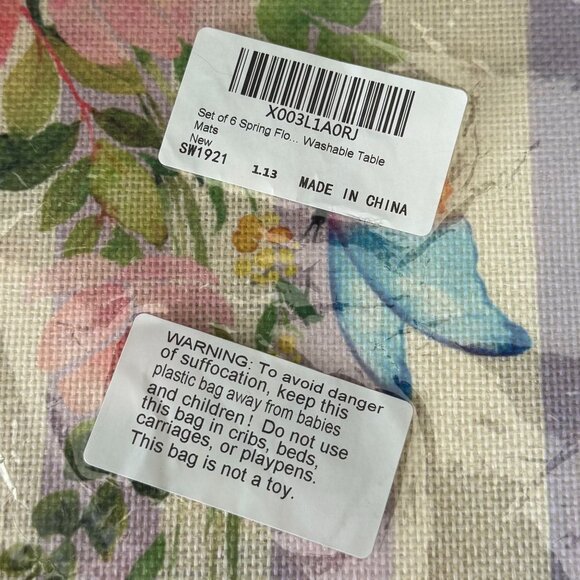 X003L1A0RJ
Set of 6 Spring Flo... Washable Table
Mats
New
SW1921 1.13 MADE IN CHINA
WARNING: To avoid danger
of suffocation, keep this
plastic bag away from babies
and children! Do not use
this bag in cribs, beds,
carriages, or playpens.
This bag is not a toy.